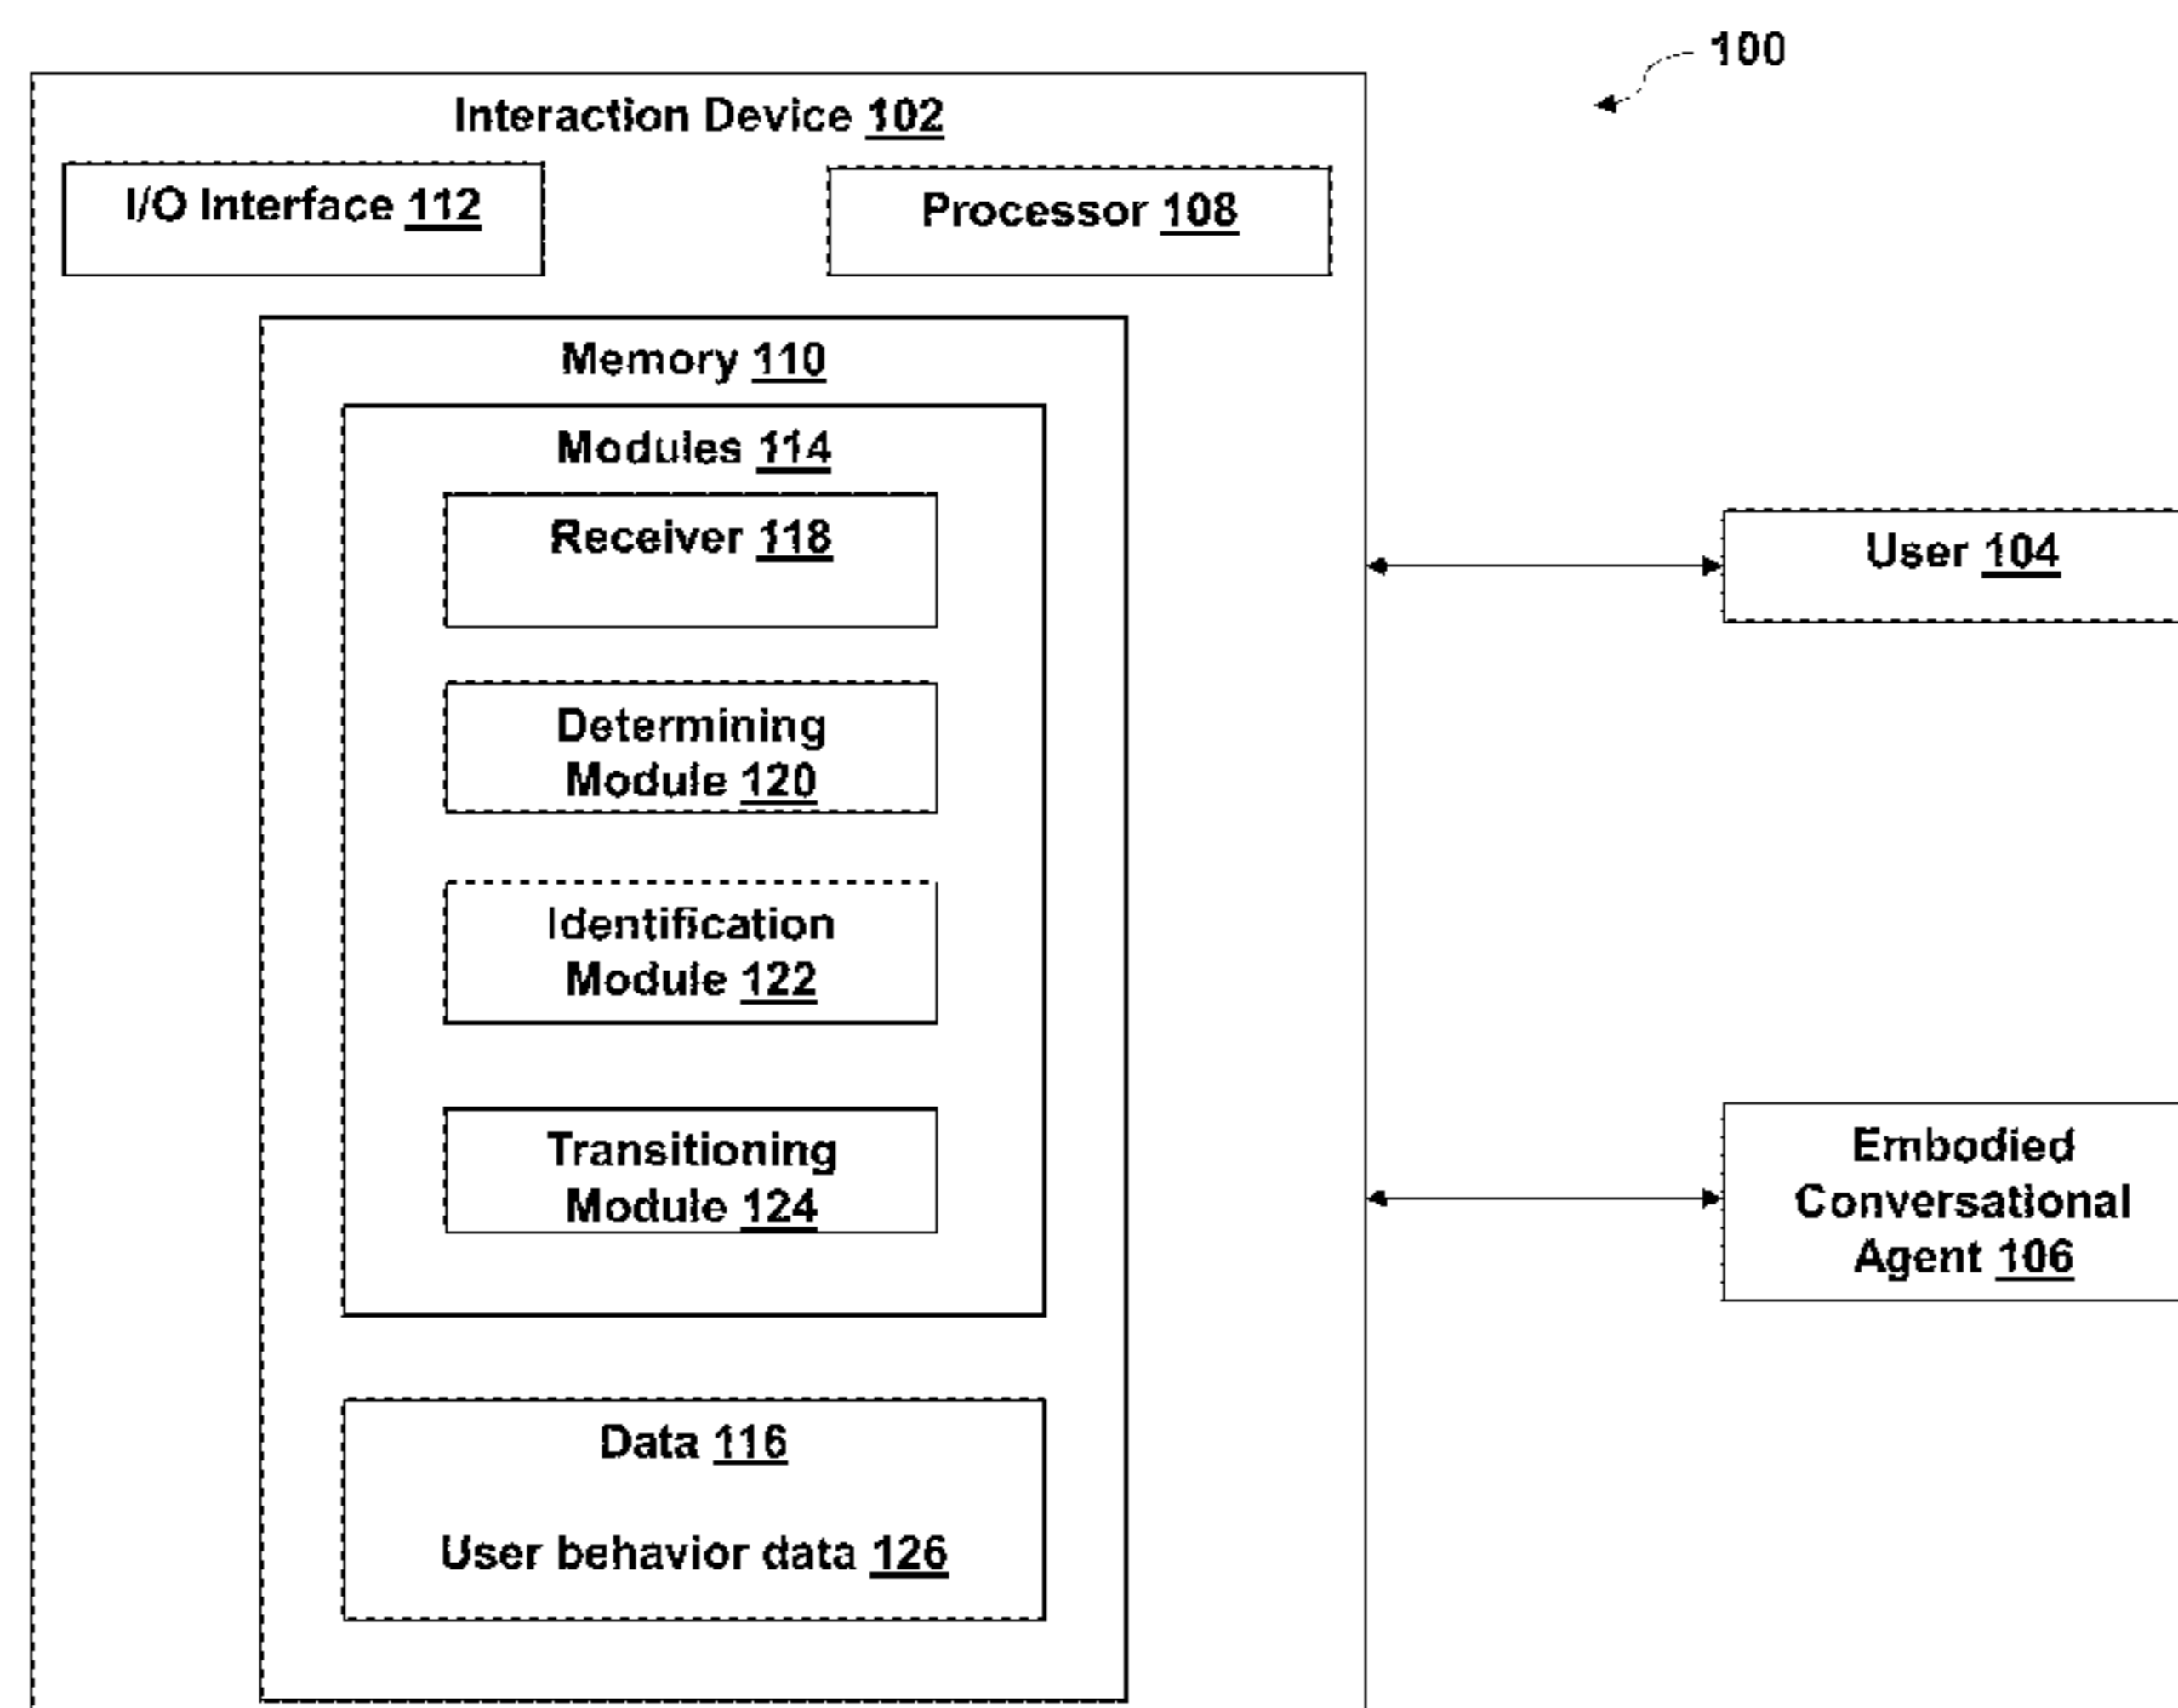 100
Interaction Device 102
I/O Interface 112
Processor 108
Memory 110
Modules 114
Receiver 118
User 104
Determining
Module 120
Identification
Module 122
Transitioning
Module 124
Embodied
Conversational
Agent 106
Data 116
User behavior data 126